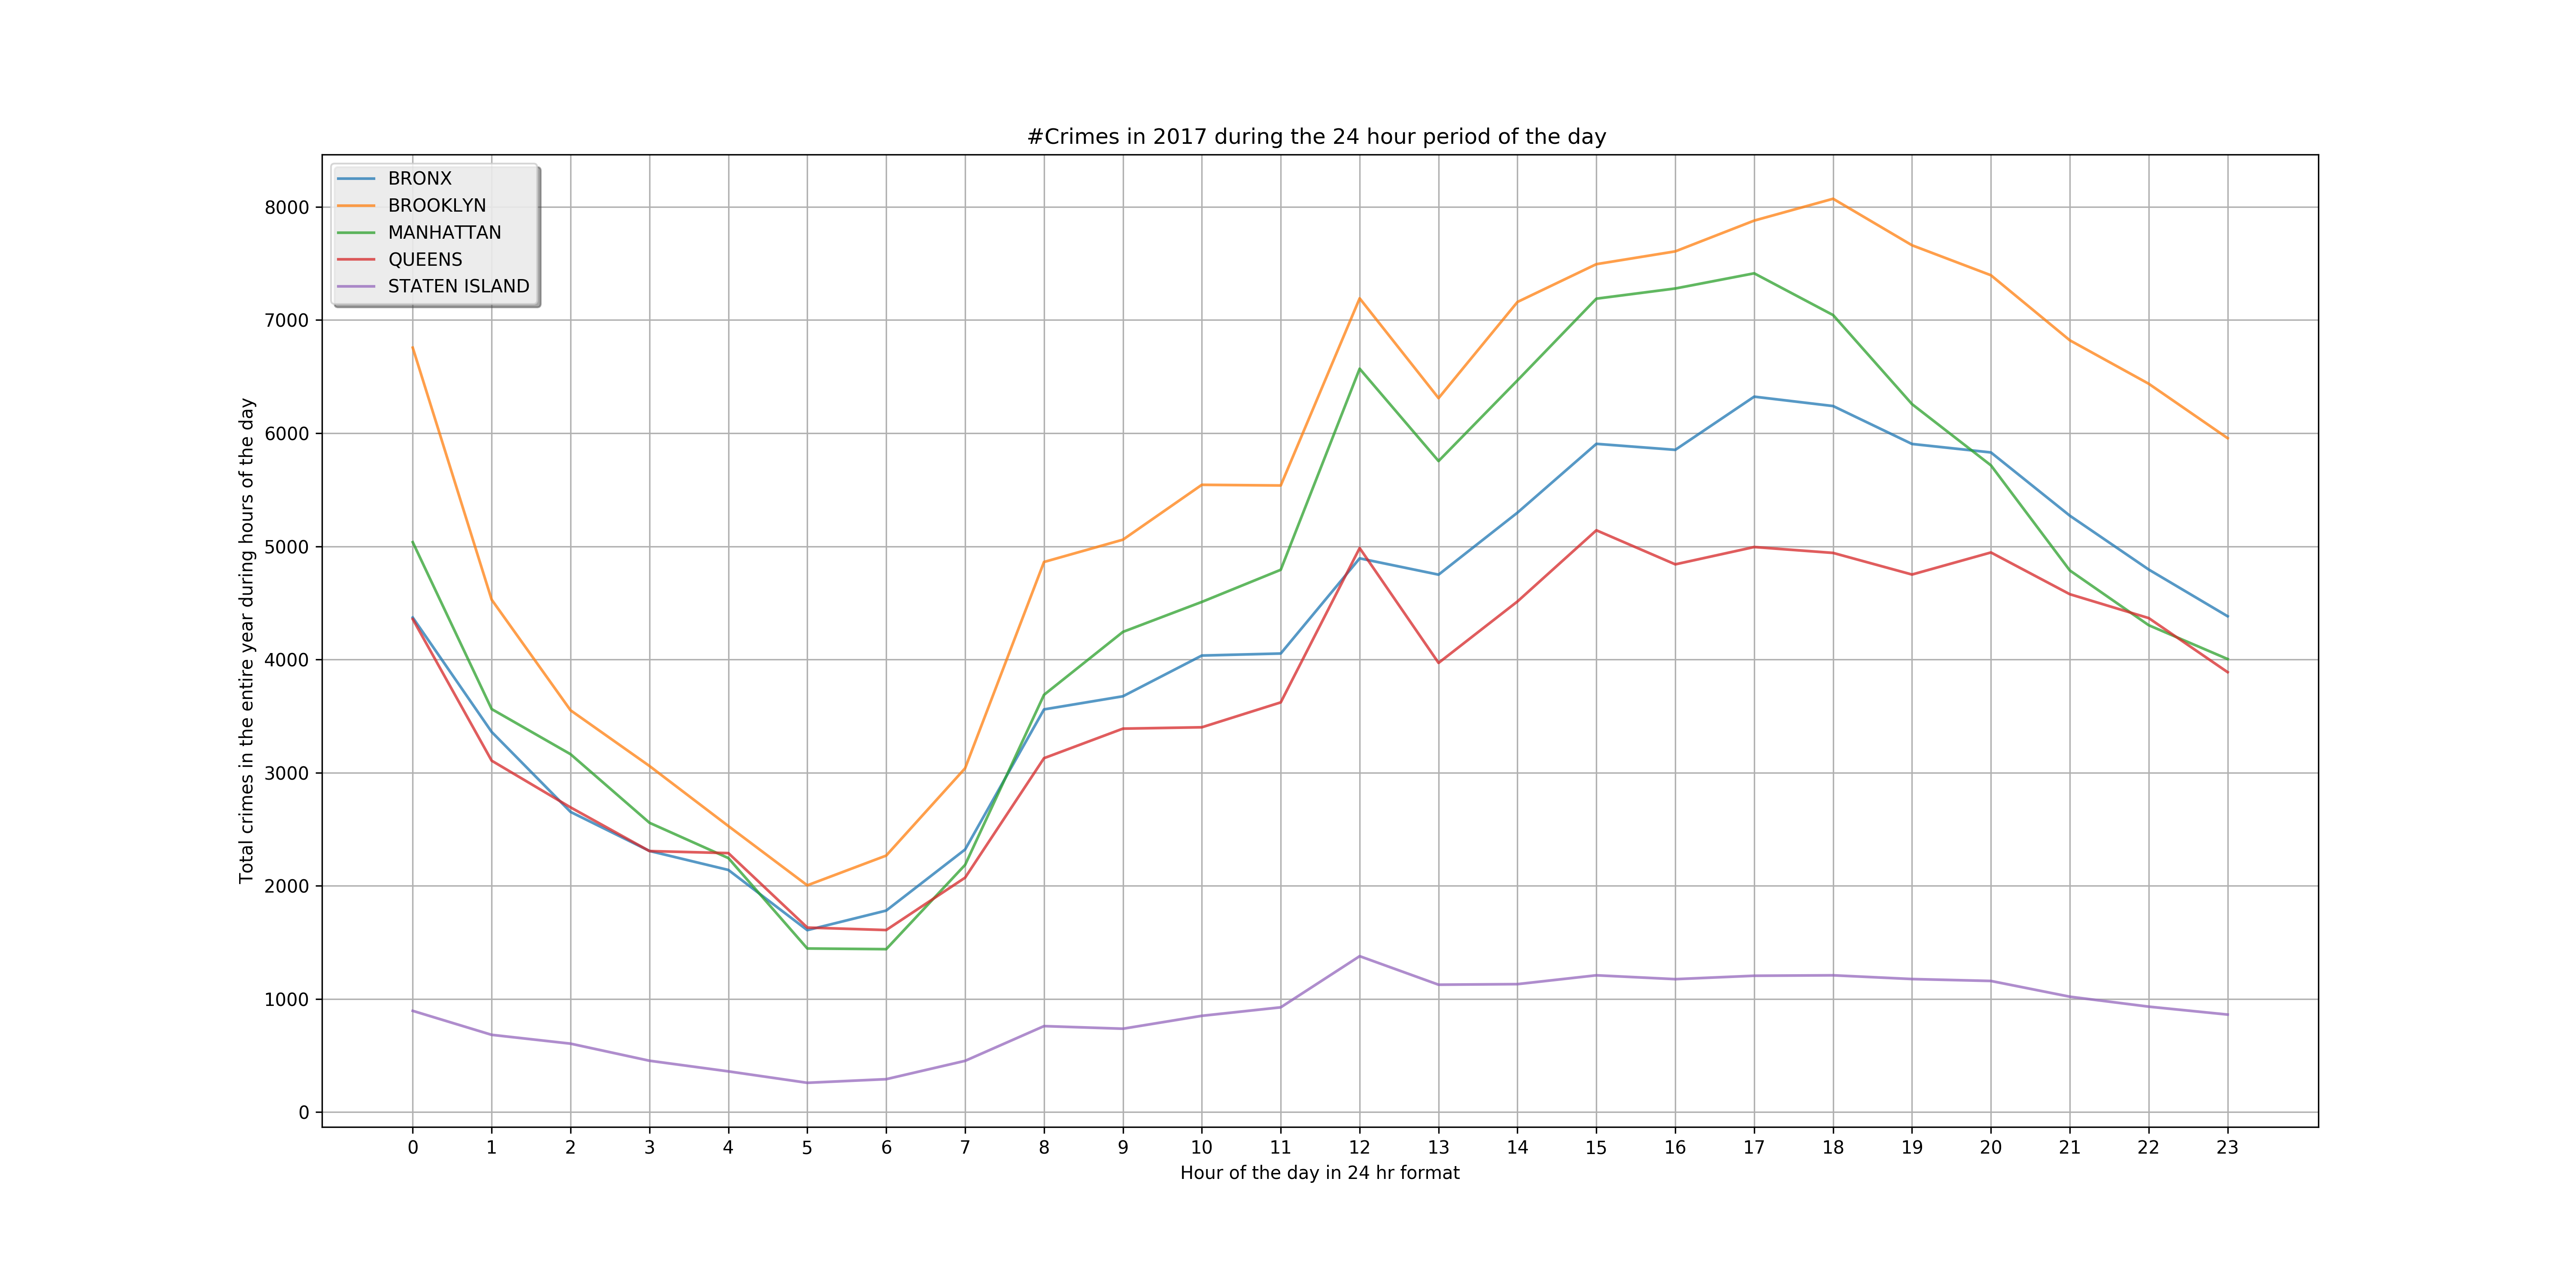 #Crimes in 2017 during the 24 hour period of the day
BRONX
BROOKLYN
MANHATTAN
QUEENS
STATEN ISLAND
Total crimes in the entire year during hours of the day
8000
7000
6000
5000
4000
3000
2000
1000
0
0 1 2 3 4 5 6 7 8 9 10 11 12 13 14 15 16 17 18 19 20 21 22 23
Hour of the day in 24 hr format